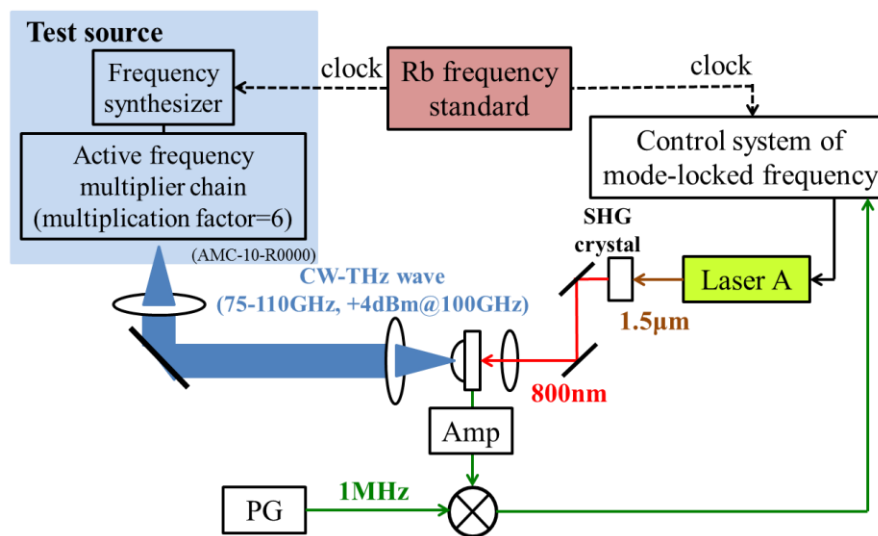 Test source
Frequency
synthesizer
clock
Rb frequency
standard
clock
Active frequency
multiplier chain
(multiplication factor=6)
(AMC-10-R0000)
Control system of
mode-locked frequency
SHG
crystal
Laser A
1.5μm
CW-THz wave
(75-110GHz, +4dBm@100GHz)
800nm
Amp
PG
1MHz